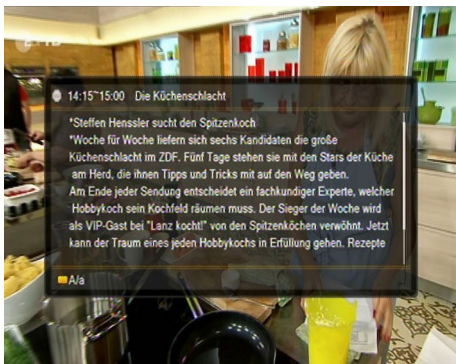 14:15~15:00 Die Küchenschlacht
*Steffen Henssler sucht den Spitzenkoch
*Woche für Woche liefern sich sechs Kandidaten die große
Küchenschlacht im ZDF. Fünf Tage stehen sie mit den Stars der Küche
am Herd, die ihnen Tipps und Tricks mit auf den Weg geben.
Am Ende jeder Sendung entscheidet ein fachkundiger Experte, welcher
Hobbykoch sein Kochfeld räumen muss. Der Sieger der Woche wird
als VIP-Gast bei "Lanz kocht!" von den Spitzenköchen verwöhnt. Jetzt
kann der Traum eines jeden Hobbykochs in Erfüllung gehen. Rezepte
A/a